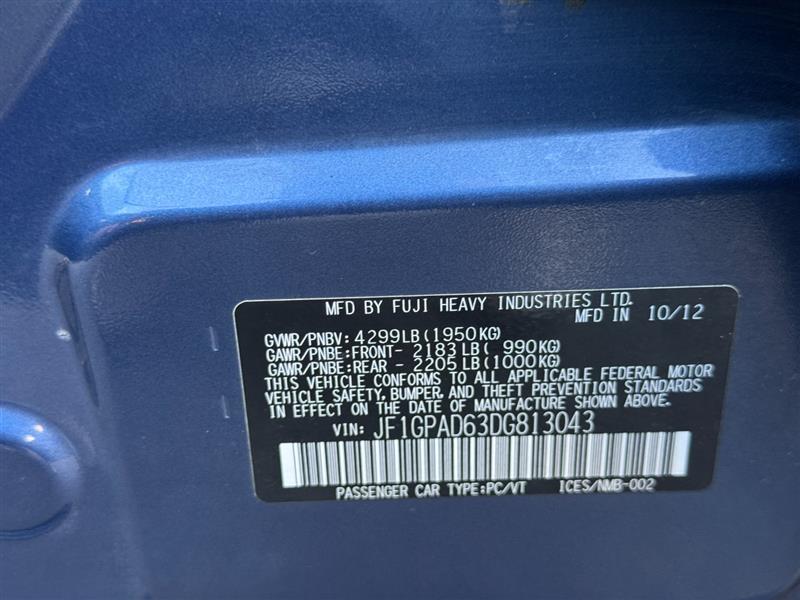 MFD BY FUJI HEAVY INDUSTRIES LTD.
MFD IN 10/12
GVWR/PNBV: 4299LB(1950KG)
GAWR/PNBE:FRONT- 2183LB( 990KG)
GAWR/PNBE:REAR - 2205LB(1000KG)
THIS VEHICLE CONFORMS TO ALL APPLICABLE FEDERAL MOTOR
VEHICLE SAFETY, BUMPER, AND THEFT PREVENTION STANDARDS
IN EFFECT ON THE DATE OF MANUFACTURE SHOWN ABOVE.
VIN: JF1GPAD63DG813043
PASSENGER CAR TYPE:PC/VT ICES/NMB-002